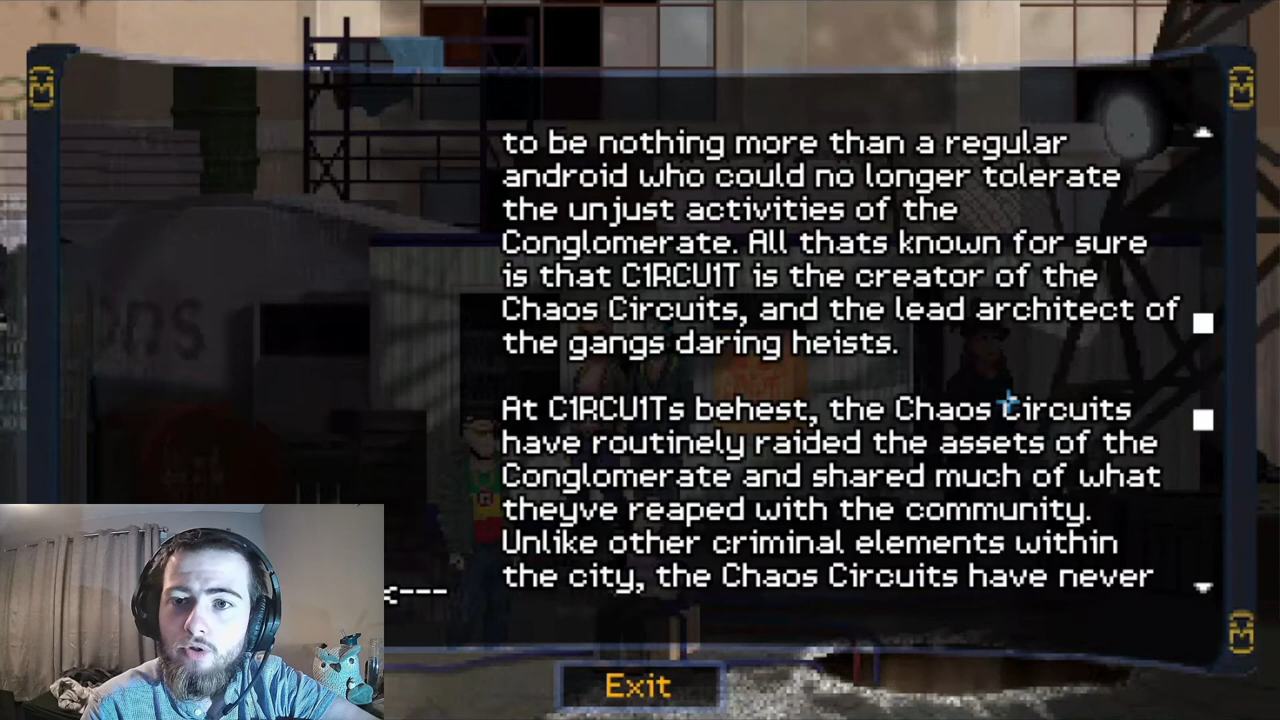 to be nothing more than a regular
android who could no longer tolerate
the unjust activities of the
Conglomerate. All thats known for sure
is that C1RCU1T is the creator of the
Chaos Circuits, and the lead architect of
the gangs daring heists.
At C1RCU1Ts behest, the Chaos Circuits
have routinely raided the assets of the
Conglomerate and shared much of what
theyve reaped with the community.
Unlike other criminal elements within
the city, the Chaos Circuits have never
<---
Exit